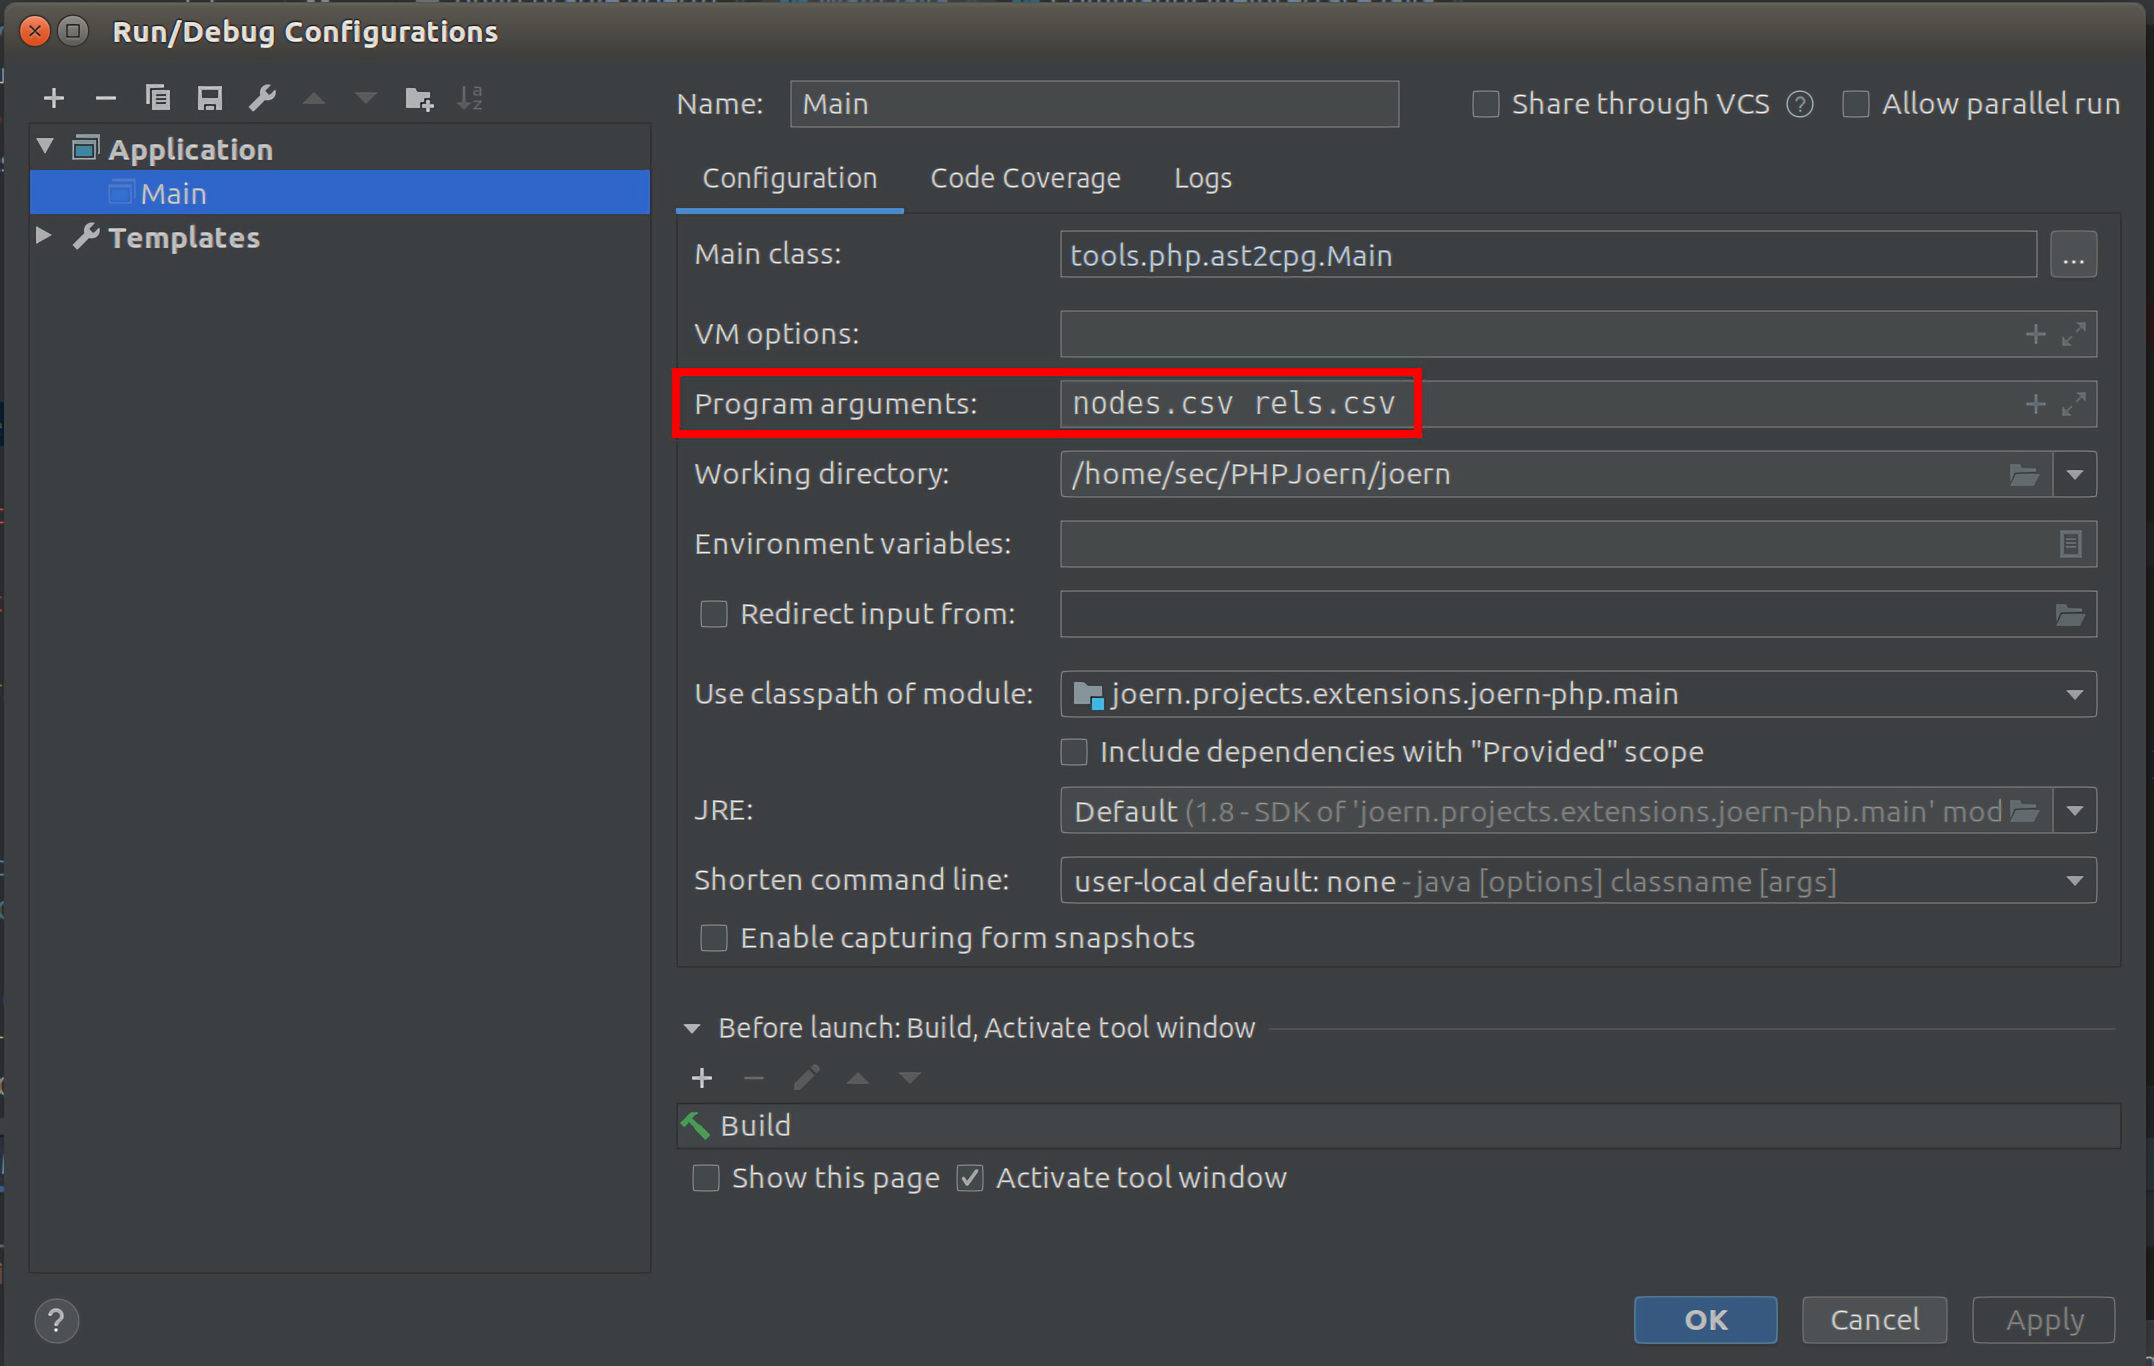 Run/Debug Configurations
Name: Main Share through VCS ? Allow parallel run
Application
Main
Templates
Configuration Code Coverage Logs
Main class: tools.php.ast2cpg.Main ...
VM options:
Program arguments: nodes.csv rels.csv
Working directory: /home/sec/PHPJoern/joern
Environment variables:
Redirect input from:
Use classpath of module: joern.projects.extensions.joern-php.main
Include dependencies with "Provided" scope
JRE: Default (1.8 - SDK of 'joern.projects.extensions.joern-php.main' mod
Shorten command line: user-local default: none - java [options] classname [args]
Enable capturing form snapshots
Before launch: Build, Activate tool window
Build
Show this page Activate tool window
? OK Cancel Apply